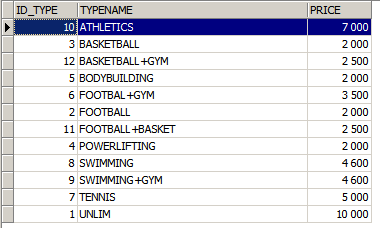 ID_TYPE TYPENAME PRICE
10 ATHLETICS 7 000
3 BASKETBALL 2 000
12 BASKETBALL+GYM 2 500
5 BODYBUILDING 2 000
6 FOOTBAL+GYM 3 500
2 FOOTBALL 2 000
11 FOOTBALL+BASKET 2 500
4 POWERLIFTING 2 000
8 SWIMMING 4 600
9 SWIMMING+GYM 4 600
7 TENNIS 5 000
1 UNLIM 10 000